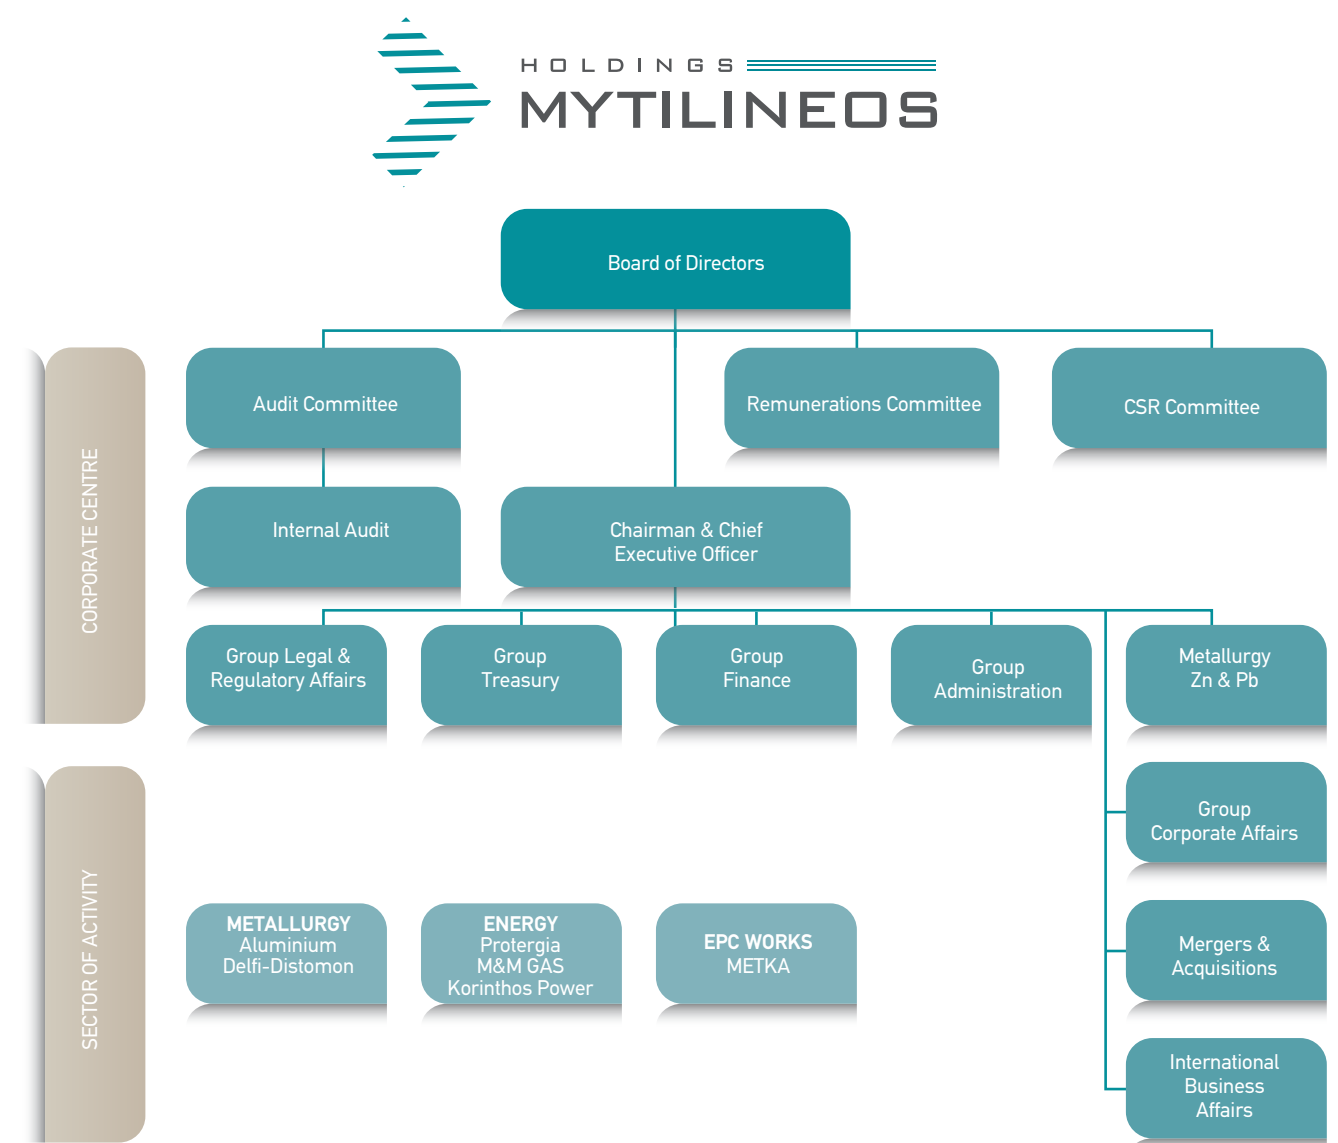 HOLDINGS
MYTILINEOS
Board of Directors
CORPORATE CENTRE
Audit Committee
Remunerations Committee
CSR Committee
Internal Audit
Chairman & Chief
Executive Officer
Group Legal &
Regulatory Affairs
Group
Treasury
Group
Finance
Group
Administration
Metallurgy
Zn & Pb
Group
Corporate Affairs
SECTOR OF ACTIVITY
METALLURGY
Aluminium
Delfi-Distomon
ENERGY
Protergia
M&M GAS
Korinthos Power
EPC WORKS
METKA
Mergers &
Acquisitions
International
Business
Affairs